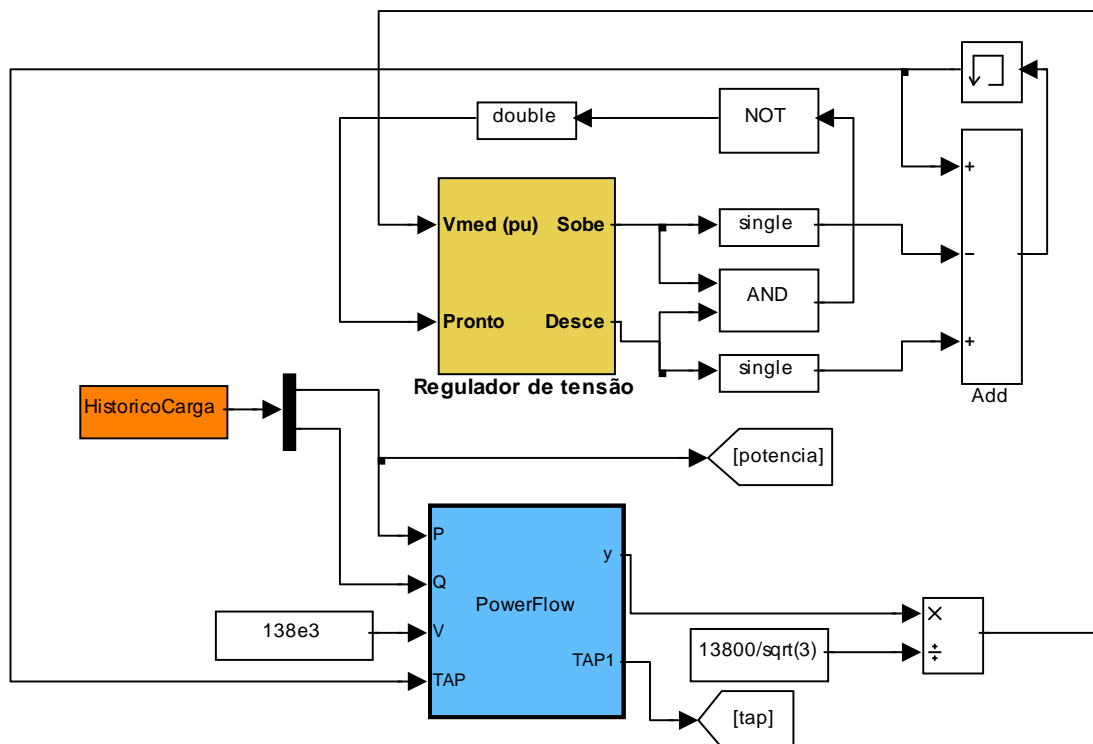 double
NOT
+
Vmed (pu)
Sobe
single
−
AND
Pronto
Desce
+
single
Regulador de tensão
Add
HistoricoCarga
[potencia]
P
y
Q
PowerFlow
138e3
V
×
13800/sqrt(3)
÷
TAP1
TAP
[tap]